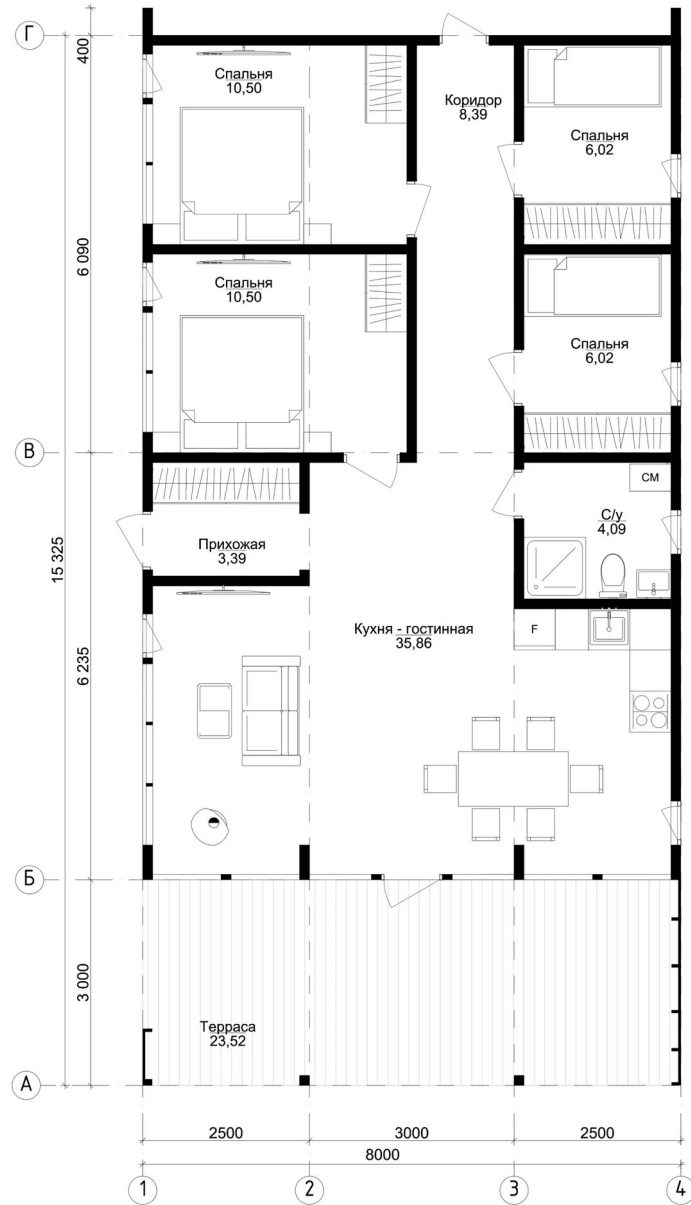 Г
400
Спальня
10,50
Коридор
8,39
Спальня
6,02
6 090
Спальня
10,50
Спальня
6,02
В
СМ
С/у
4,09
Прихожая
3,39
15 325
Кухня - гостинная
35,86
F
6 235
Б
3 000
Терраса
23,52
А
2500
3000
2500
8000
1
2
3
4